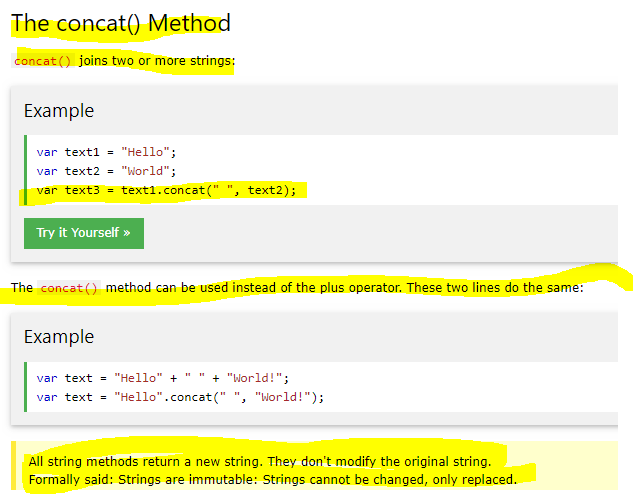 The concat() Method
concat() joins two or more strings:
Example
var text1 = "Hello";
var text2 = "World";
var text3 = text1.concat(" ", text2);
Try it Yourself »
The concat() method can be used instead of the plus operator. These two lines do the same:
Example
var text = "Hello" + " " + "World!";
var text = "Hello".concat(" ", "World!");
All string methods return a new string. They don't modify the original string.
Formally said: Strings are immutable: Strings cannot be changed, only replaced.